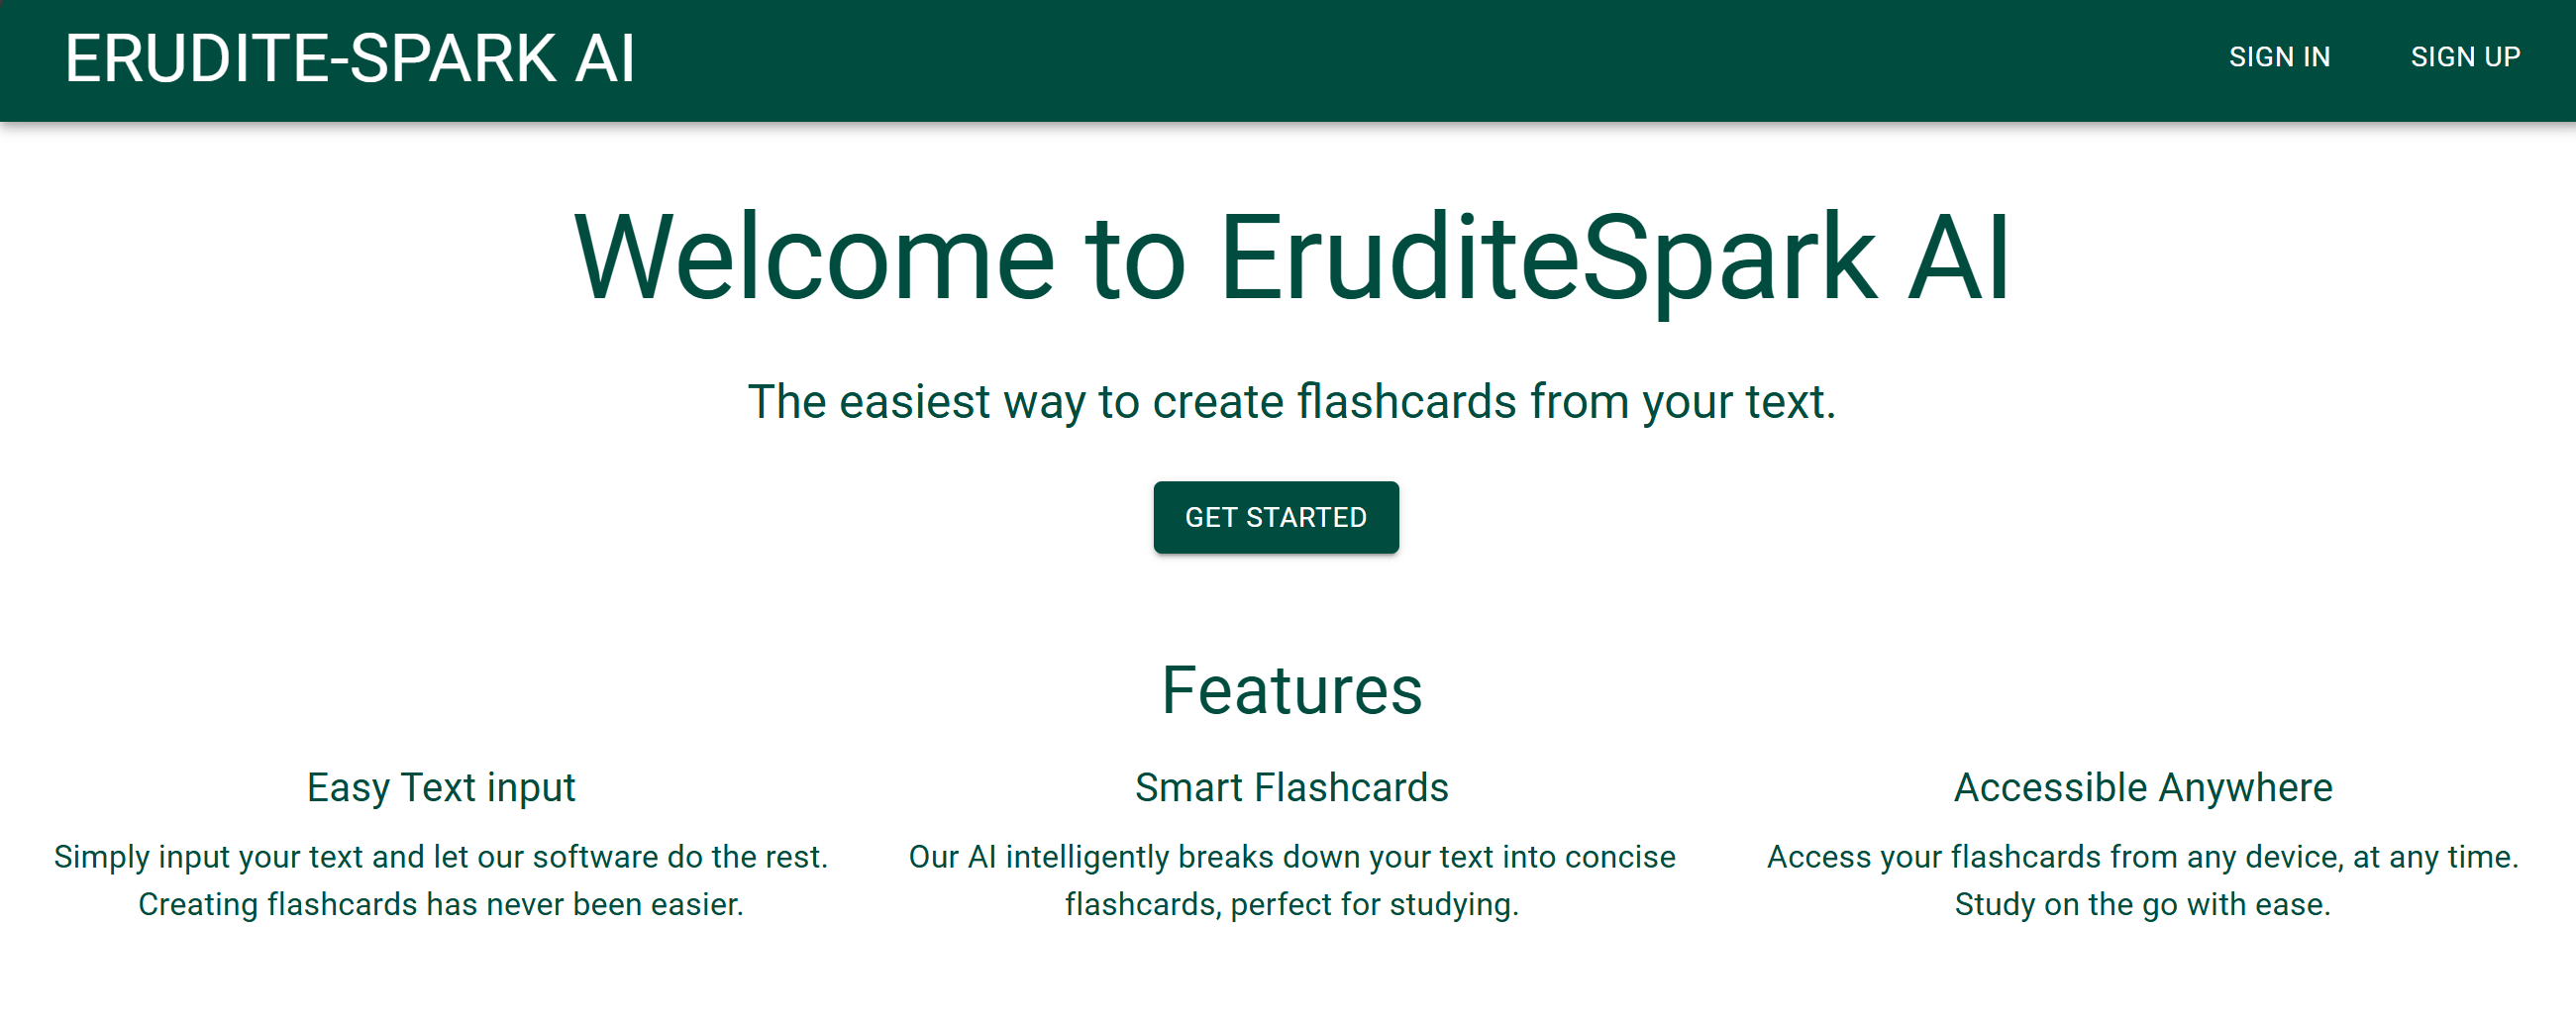 ERUDITE-SPARK AI
SIGN IN
SIGN UP
Welcome to EruditeSpark AI
The easiest way to create flashcards from your text.
GET STARTED
Features
Easy Text input
Simply input your text and let our software do the rest.
Creating flashcards has never been easier.
Smart Flashcards
Our AI intelligently breaks down your text into concise
flashcards, perfect for studying.
Accessible Anywhere
Access your flashcards from any device, at any time.
Study on the go with ease.